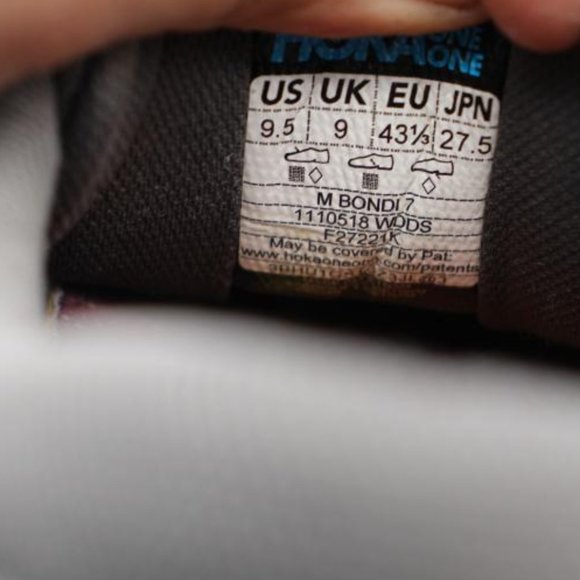 HOKA ONE ONE
US UK EU JPN
9.5 9 43⅓ 27.5
M BONDI 7
1110518 WDDS
F27221K
May be covered by Pat:
www.hokaoneone.com/patents